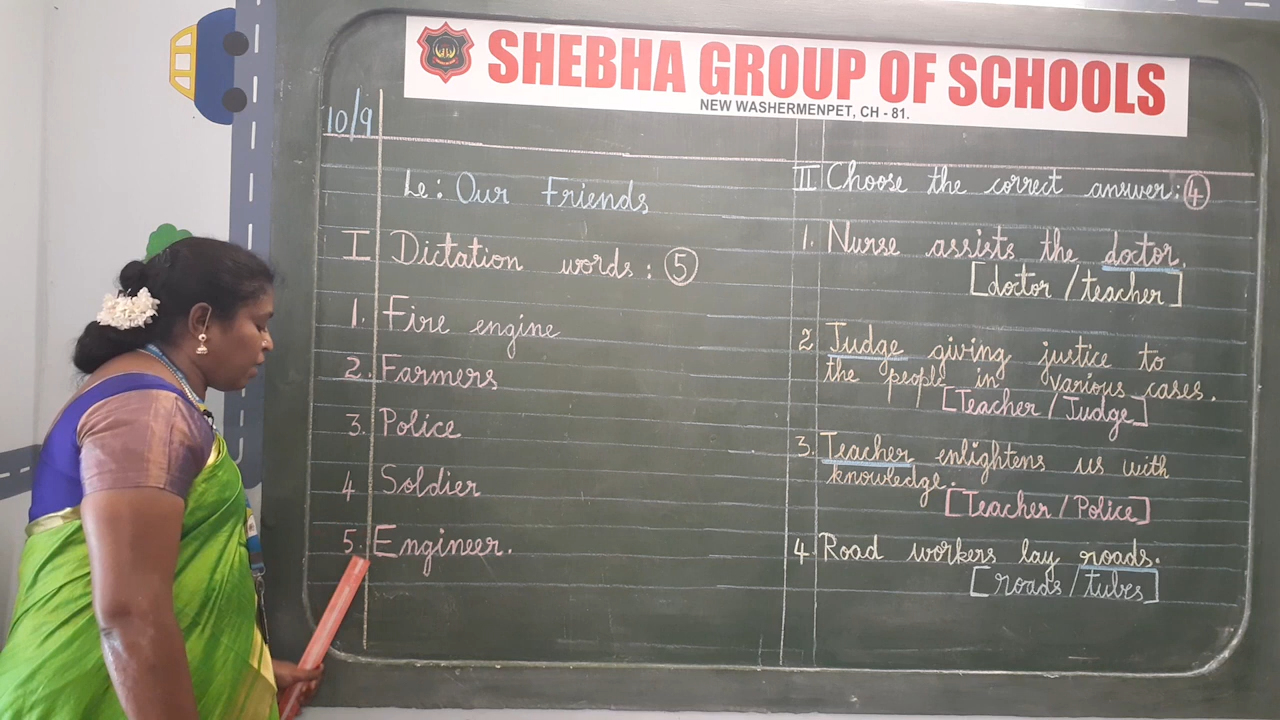 SHEBHA GROUP OF SCHOOLS
NEW WASHERMENPET, CH - 81.
10/9
Le: Our Friends
I Dictation words: 5
1. Fire engine
2. Farmers
3. Police
4 Soldier
5. Engineer.
II Choose the correct answer: 4
1. Nurse assists the doctor.
[doctor / teacher]
2 Judge giving justice to
the people in various cases.
[Teacher / Judge]
3. Teacher enlightens us with
knowledge.
[Teacher / Police]
4. Road workers lay roads.
[roads / tubes]